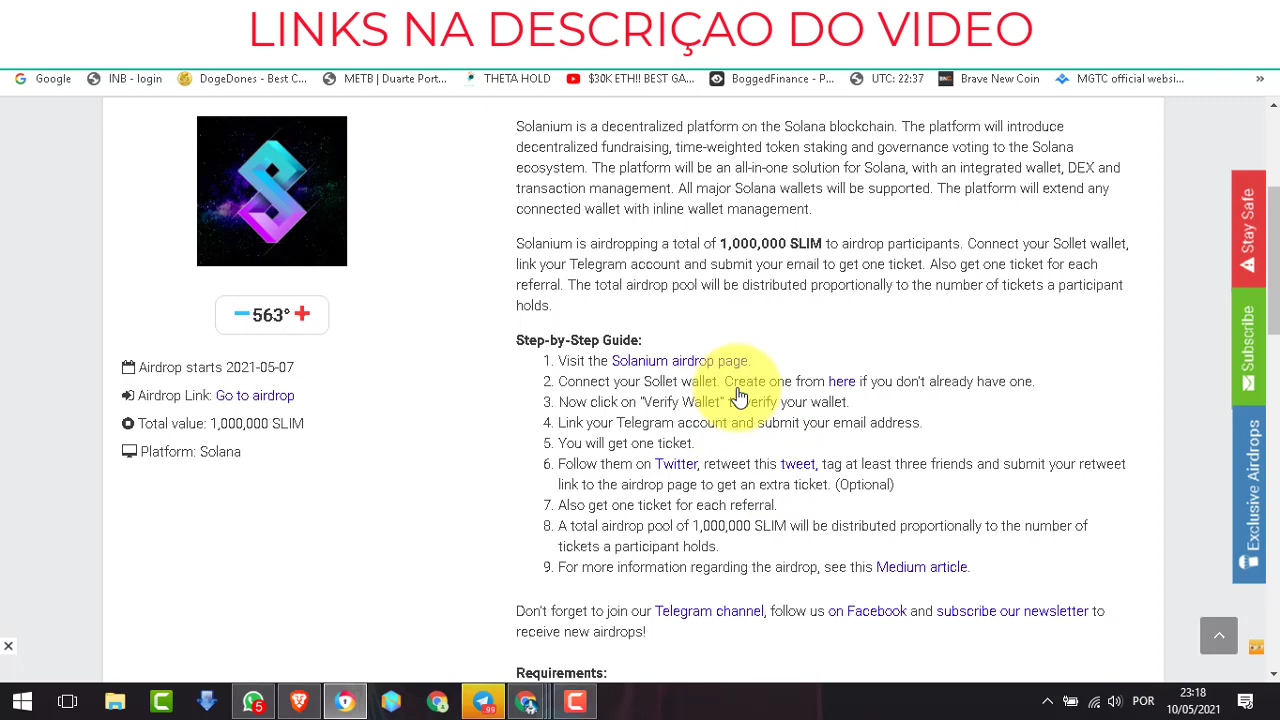 LINKS NA DESCRIÇAO DO VIDEO
Google
INB - login
DogeDones - Best C...
METB | Duarte Port...
THETA HOLD
$30K ETH!! BEST GA...
BoggedFinance - P...
UTC: 22:37
Brave New Coin
MGTC official websi...
»
Solanium is a decentralized platform on the Solana blockchain. The platform will introduce
decentralized fundraising, time-weighted token staking and governance voting to the Solana
ecosystem. The platform will be an all-in-one solution for Solana, with an integrated wallet, DEX and
transaction management. All major Solana wallets will be supported. The platform will extend any
connected wallet with inline wallet management.
Solanium is airdropping a total of 1,000,000 SLIM to airdrop participants. Connect your Sollet wallet,
link your Telegram account and submit your email to get one ticket. Also get one ticket for each
referral. The total airdrop pool will be distributed proportionally to the number of tickets a participant
holds.
− 563° +
Airdrop starts 2021-05-07
Airdrop Link: Go to airdrop
Total value: 1,000,000 SLIM
Platform: Solana
Step-by-Step Guide:
1. Visit the Solanium airdrop page.
2. Connect your Sollet wallet. Create one from here if you don't already have one.
3. Now click on "Verify Wallet" to verify your wallet.
4. Link your Telegram account and submit your email address.
5. You will get one ticket.
6. Follow them on Twitter, retweet this tweet, tag at least three friends and submit your retweet
link to the airdrop page to get an extra ticket. (Optional)
7. Also get one ticket for each referral.
8. A total airdrop pool of 1,000,000 SLIM will be distributed proportionally to the number of
tickets a participant holds.
9. For more information regarding the airdrop, see this Medium article.
Don't forget to join our Telegram channel, follow us on Facebook and subscribe our newsletter to
receive new airdrops!
Requirements:
Stay Safe
Subscribe
Exclusive Airdrops
5
99
POR
23:18
10/05/2021